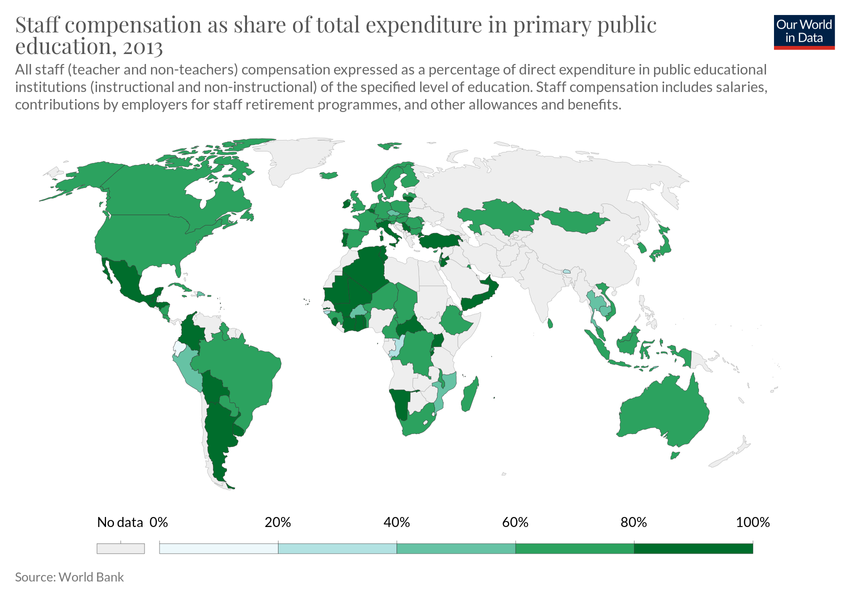 Staff compensation as share of total expenditure in primary public
education, 2013
Our World
in Data
All staff (teacher and non-teachers) compensation expressed as a percentage of direct expenditure in public educational
institutions (instructional and non-instructional) of the specified level of education. Staff compensation includes salaries,
contributions by employers for staff retirement programmes, and other allowances and benefits.
No data 0% 20% 40% 60% 80% 100%
Source: World Bank